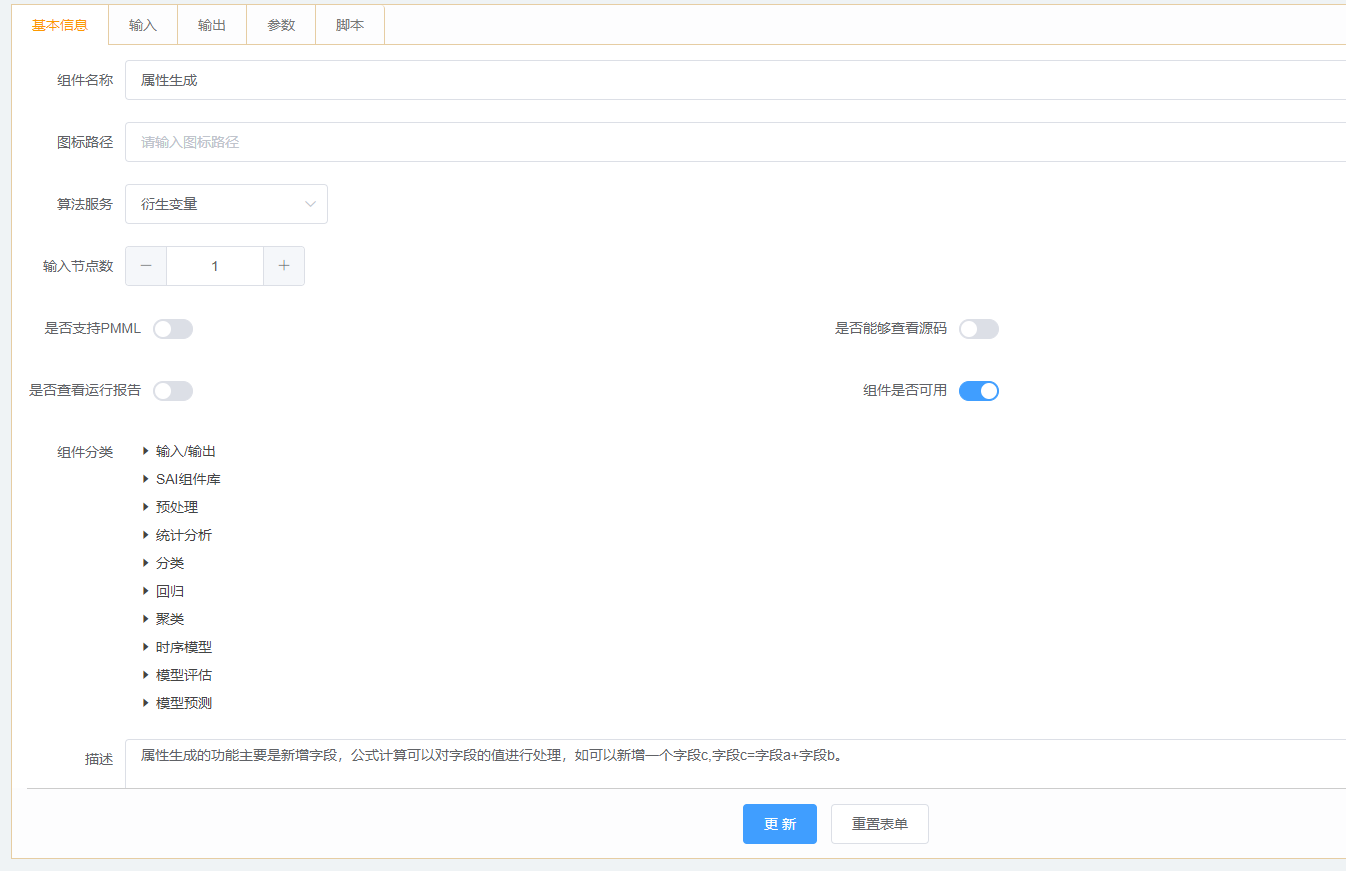 基本信息 输入 输出 参数 脚本
组件名称 属性生成
图标路径 请输入图标路径
算法服务 衍生变量
输入节点数 1
是否支持PMML 是否能够查看源码
是否查看运行报告 组件是否可用
组件分类 输入/输出
SAI组件库
预处理
统计分析
分类
回归
聚类
时序模型
模型评估
模型预测
描述 属性生成的功能主要是新增字段，公式计算可以对字段的值进行处理，如可以新增一个字段c,字段c=字段a+字段b。
更 新 重置表单